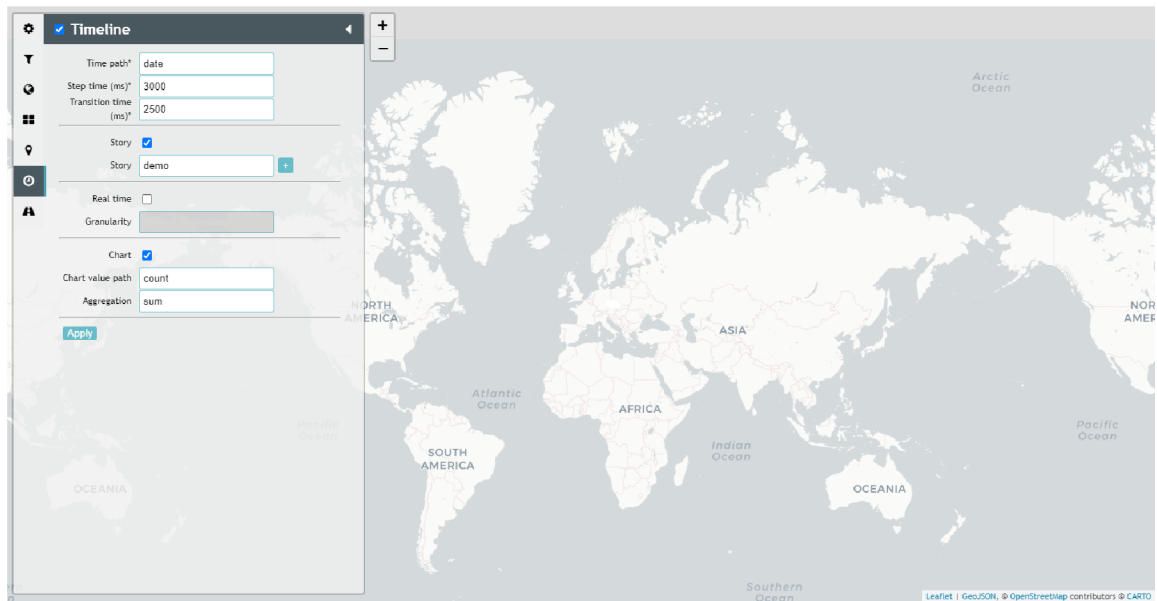 Timeline
+
−
Time path* date
Step time (ms)* 3000
Transition time
(ms)* 2500
Story
Story demo +
Real time
Granularity
Chart
Chart value path count
Aggregation sum
Apply
Arctic
Ocean
NORTH
AMERICA
ASIA
NOR
AMER
Atlantic
Ocean
AFRICA
Pacific
Ocean
Pacific
Ocean
Indian
Ocean
SOUTH
AMERICA
OCEANIA
OCEANIA
Southern
Ocean
Leaflet | GeoJSON, © OpenStreetMap contributors © CARTO